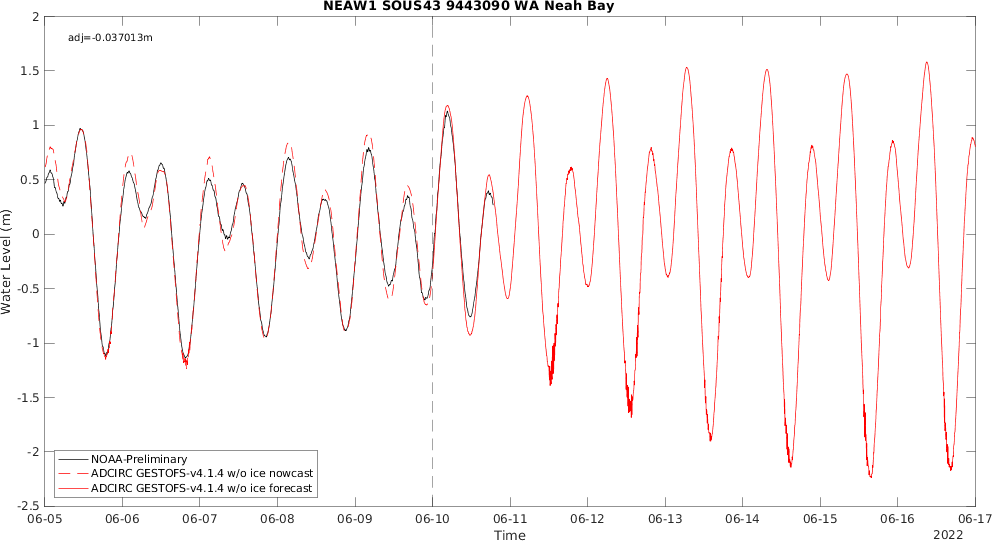 NEAW1 SOUS43 9443090 WA Neah Bay
adj=-0.037013m
2
1.5
1
0.5
0
-0.5
-1
-1.5
-2
-2.5
Water Level (m)
NOAA-Preliminary
ADCIRC GESTOFS-v4.1.4 w/o ice nowcast
ADCIRC GESTOFS-v4.1.4 w/o ice forecast
06-05 06-06 06-07 06-08 06-09 06-10 06-11 06-12 06-13 06-14 06-15 06-16 06-17
Time
2022